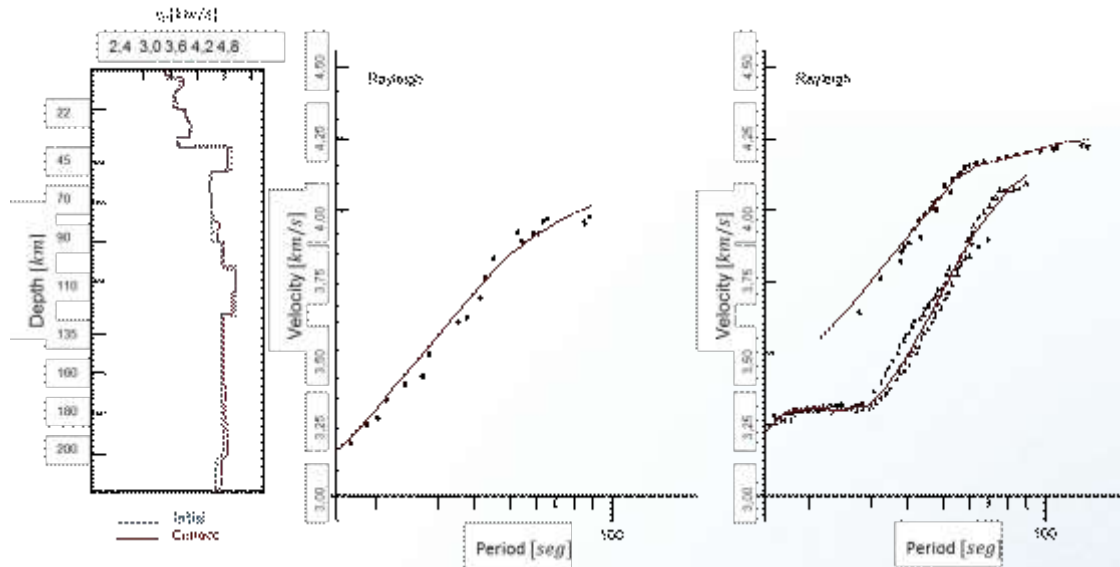 2,4 3,0 3,6 4,2 4,8
22
45
70
90
110
135
160
180
200
Depth [km]
Initial
Rayleigh
4,50
4,25
4,00
3,75
3,50
3,25
3,00
Velocity [km/s]
100
Period [seg]
Rayleigh
4,50
4,25
4,00
3,75
3,50
3,25
3,00
Velocity [km/s]
100
Period [seg]